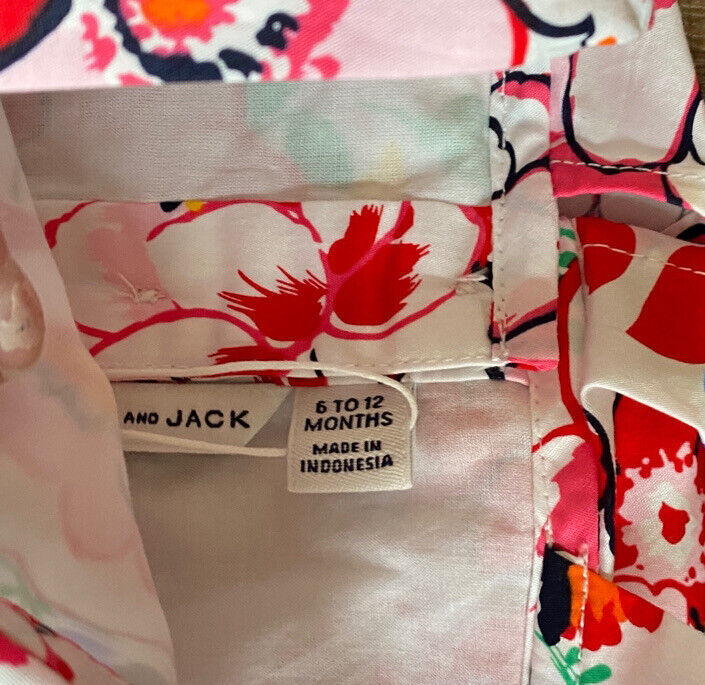 AND JACK
6 TO 12
MONTHS
MADE IN
INDONESIA